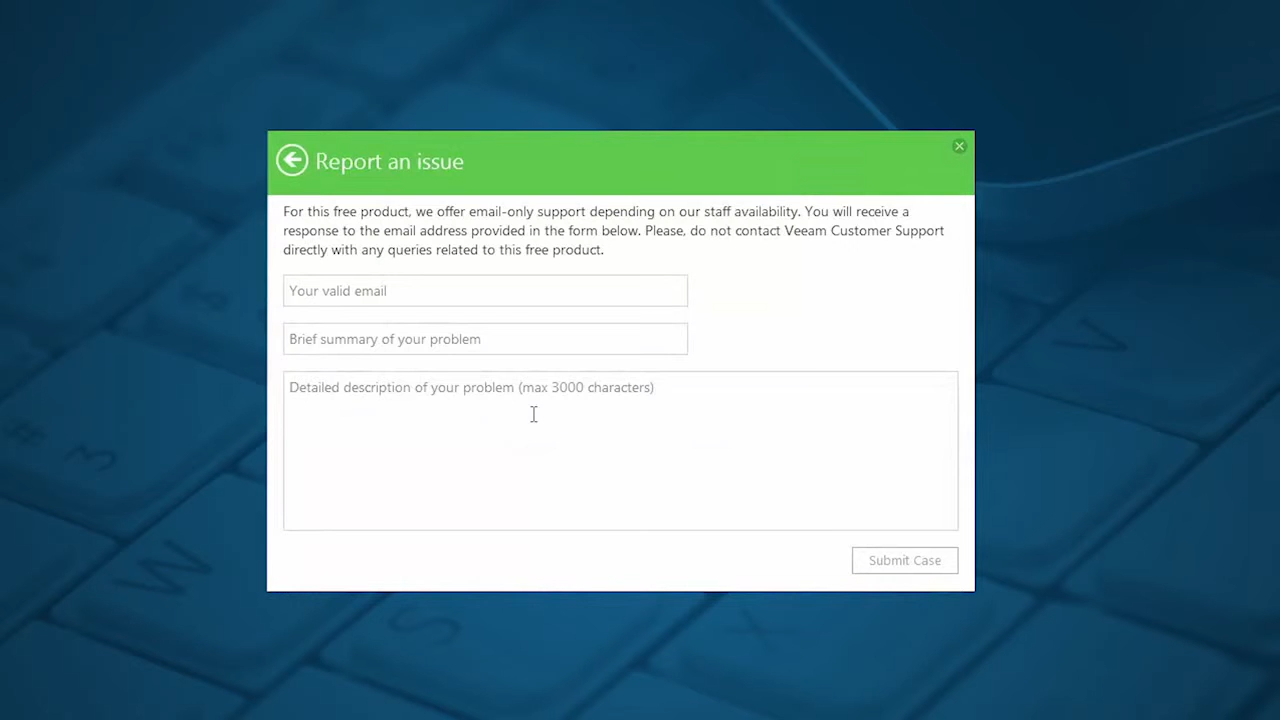 Report an issue
For this free product, we offer email-only support depending on our staff availability. You will receive a
response to the email address provided in the form below. Please, do not contact Veeam Customer Support
directly with any queries related to this free product.
Your valid email
Brief summary of your problem
Detailed description of your problem (max 3000 characters)
Submit Case
V
#
3
W
S
X